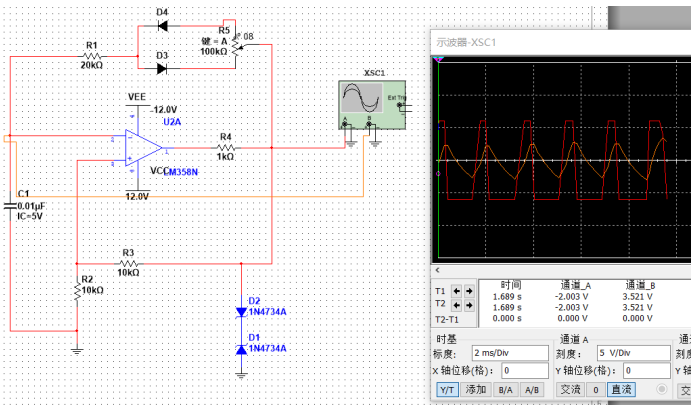 D4
R5
08
键 = A
100kΩ
R1
20kΩ
D3
XSC1
Ext Trig
A
B
VEE
-12.0V
U2A
R4
1kΩ
LM358N
VCC
12.0V
C1
0.01µF
IC=5V
R3
10kΩ
R2
10kΩ
D2
1N4734A
D1
1N4734A
示波器-XSC1
时间
通道_A
通道_B
T1
1.689 s
-2.003 V
3.521 V
T2
1.689 s
-2.003 V
3.521 V
T2-T1
0.000 s
0.000 V
0.000 V
时基
通道 A
标度:
2 ms/Div
刻度:
5 V/Div
刻度
X 轴位移(格):
0
Y 轴位移(格):
0
Y 轴
Y/T
添加
B/A
A/B
交流
0
直流
交